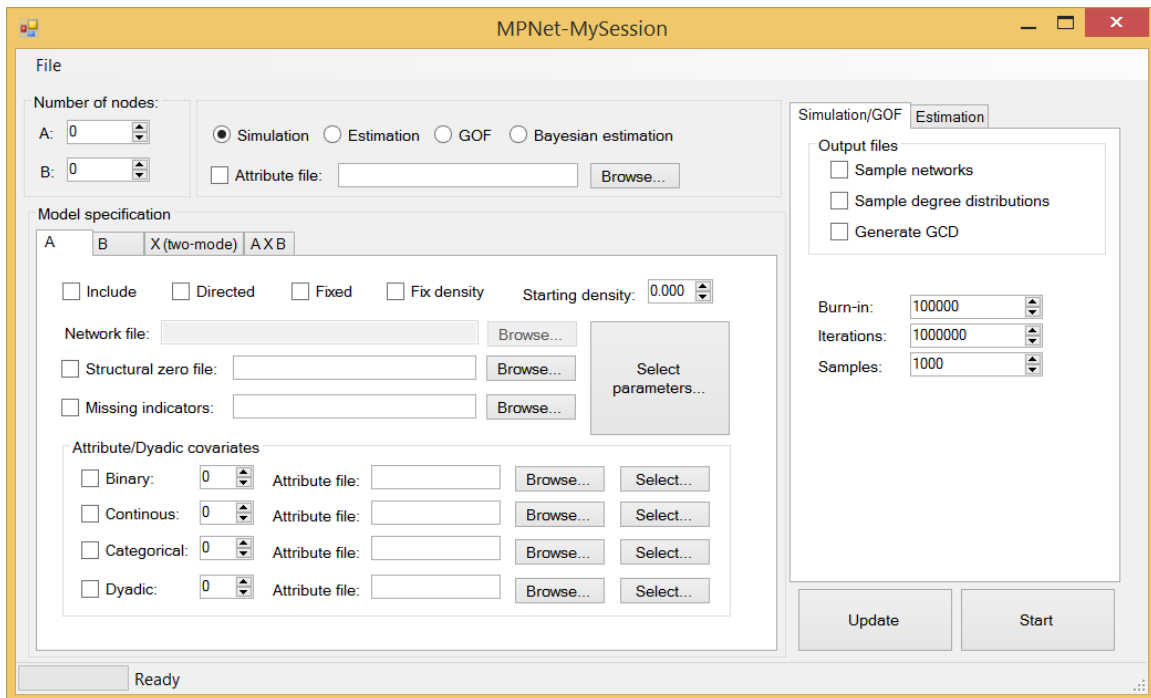 MPNet-MySession
File
Number of nodes:
A: 0
B: 0
Simulation Estimation GOF Bayesian estimation
Attribute file: Browse...
Model specification
A B X (two-mode) A X B
Include Directed Fixed Fix density Starting density: 0.000
Network file: Browse...
Structural zero file: Browse...
Missing indicators: Browse...
Select parameters...
Attribute/Dyadic covariates
Binary: 0 Attribute file: Browse... Select...
Continous: 0 Attribute file: Browse... Select...
Categorical: 0 Attribute file: Browse... Select...
Dyadic: 0 Attribute file: Browse... Select...
Simulation/GOF Estimation
Output files
Sample networks
Sample degree distributions
Generate GCD
Burn-in: 100000
Iterations: 1000000
Samples: 1000
Update Start
Ready